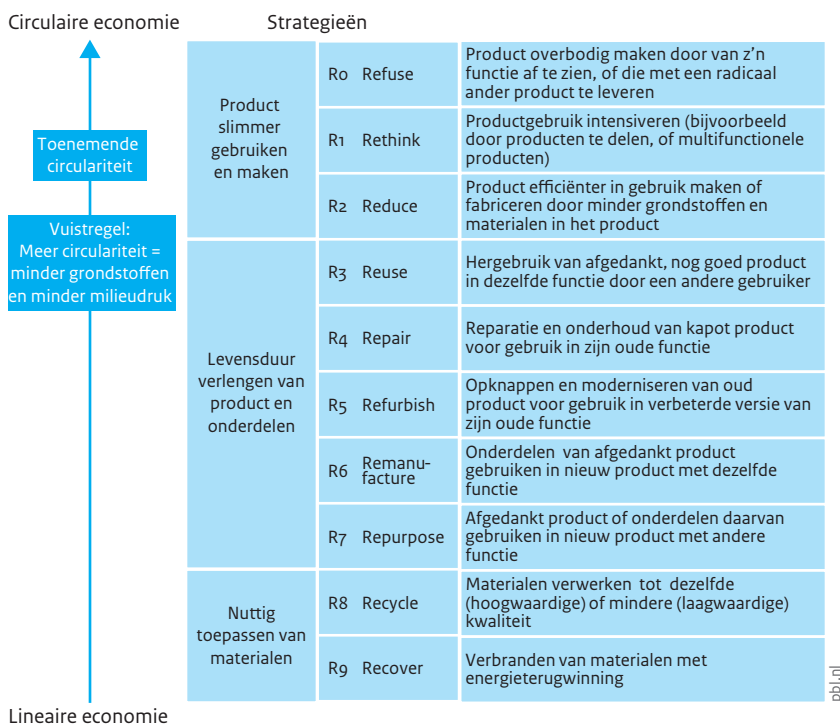 Circulaire economie
Strategieën
Toenemende
circulariteit
Vuistregel:
Meer circulariteit =
minder grondstoffen
en minder milieudruk
Lineaire economie
Product
slimmer
gebruiken
en maken
R0 Refuse
Product overbodig maken door van z’n
functie af te zien, of die met een radicaal
ander product te leveren
R1 Rethink
Productgebruik intensiveren (bijvoorbeeld
door producten te delen, of multifunctionele
producten)
R2 Reduce
Product efficiënter in gebruik maken of
fabriceren door minder grondstoffen en
materialen in het product
Levensduur
verlengen van
product en
onderdelen
R3 Reuse
Hergebruik van afgedankt, nog goed product
in dezelfde functie door een andere gebruiker
R4 Repair
Reparatie en onderhoud van kapot product
voor gebruik in zijn oude functie
R5 Refurbish
Opknappen en moderniseren van oud
product voor gebruik in verbeterde versie van
zijn oude functie
R6 Remanu-
facture
Onderdelen van afgedankt product
gebruiken in nieuw product met dezelfde
functie
R7 Repurpose
Afgedankt product of onderdelen daarvan
gebruiken in nieuw product met andere
functie
Nuttig
toepassen van
materialen
R8 Recycle
Materialen verwerken tot dezelfde
(hoogwaardige) of mindere (laagwaardige)
kwaliteit
R9 Recover
Verbranden van materialen met
energieterugwinning
pbl.nl